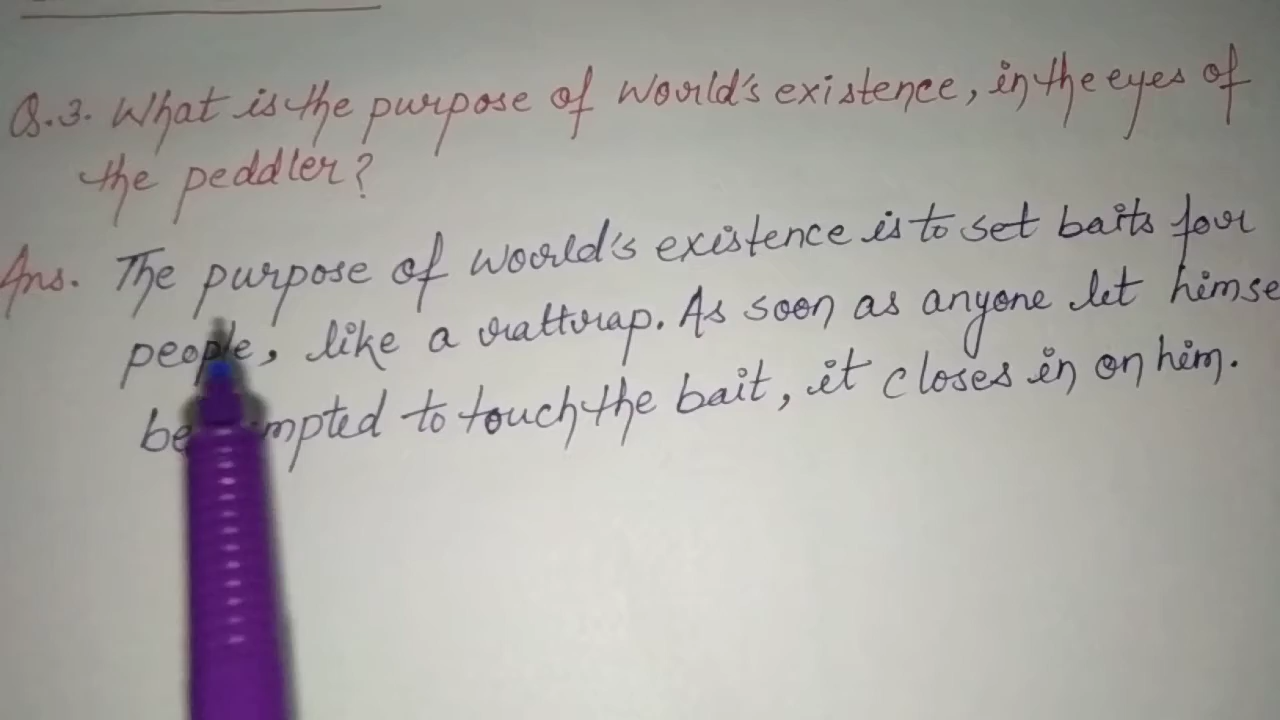 Q.3. What is the purpose of world's existence, in the eyes of
the peddler?
Ans. The purpose of world's existence is to set baits for
people, like a rattrap. As soon as anyone let himse
be mpted to touch the bait, it closes in on him.